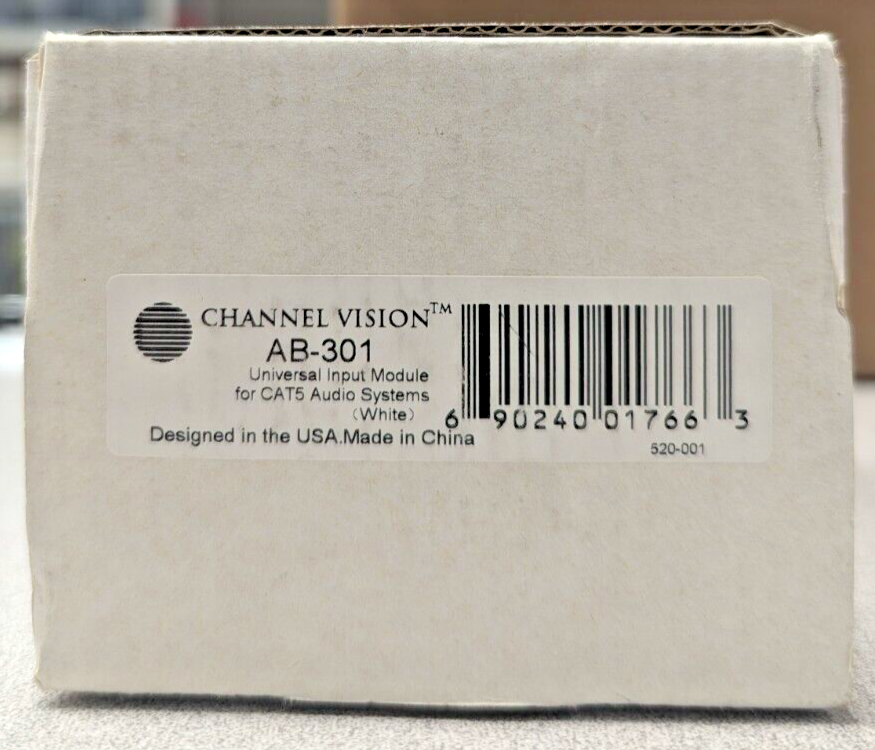 CHANNEL VISION™
AB-301
Universal Input Module
for CAT5 Audio Systems
（White）
Designed in the USA.Made in China
6 90240 01766 3
520-001